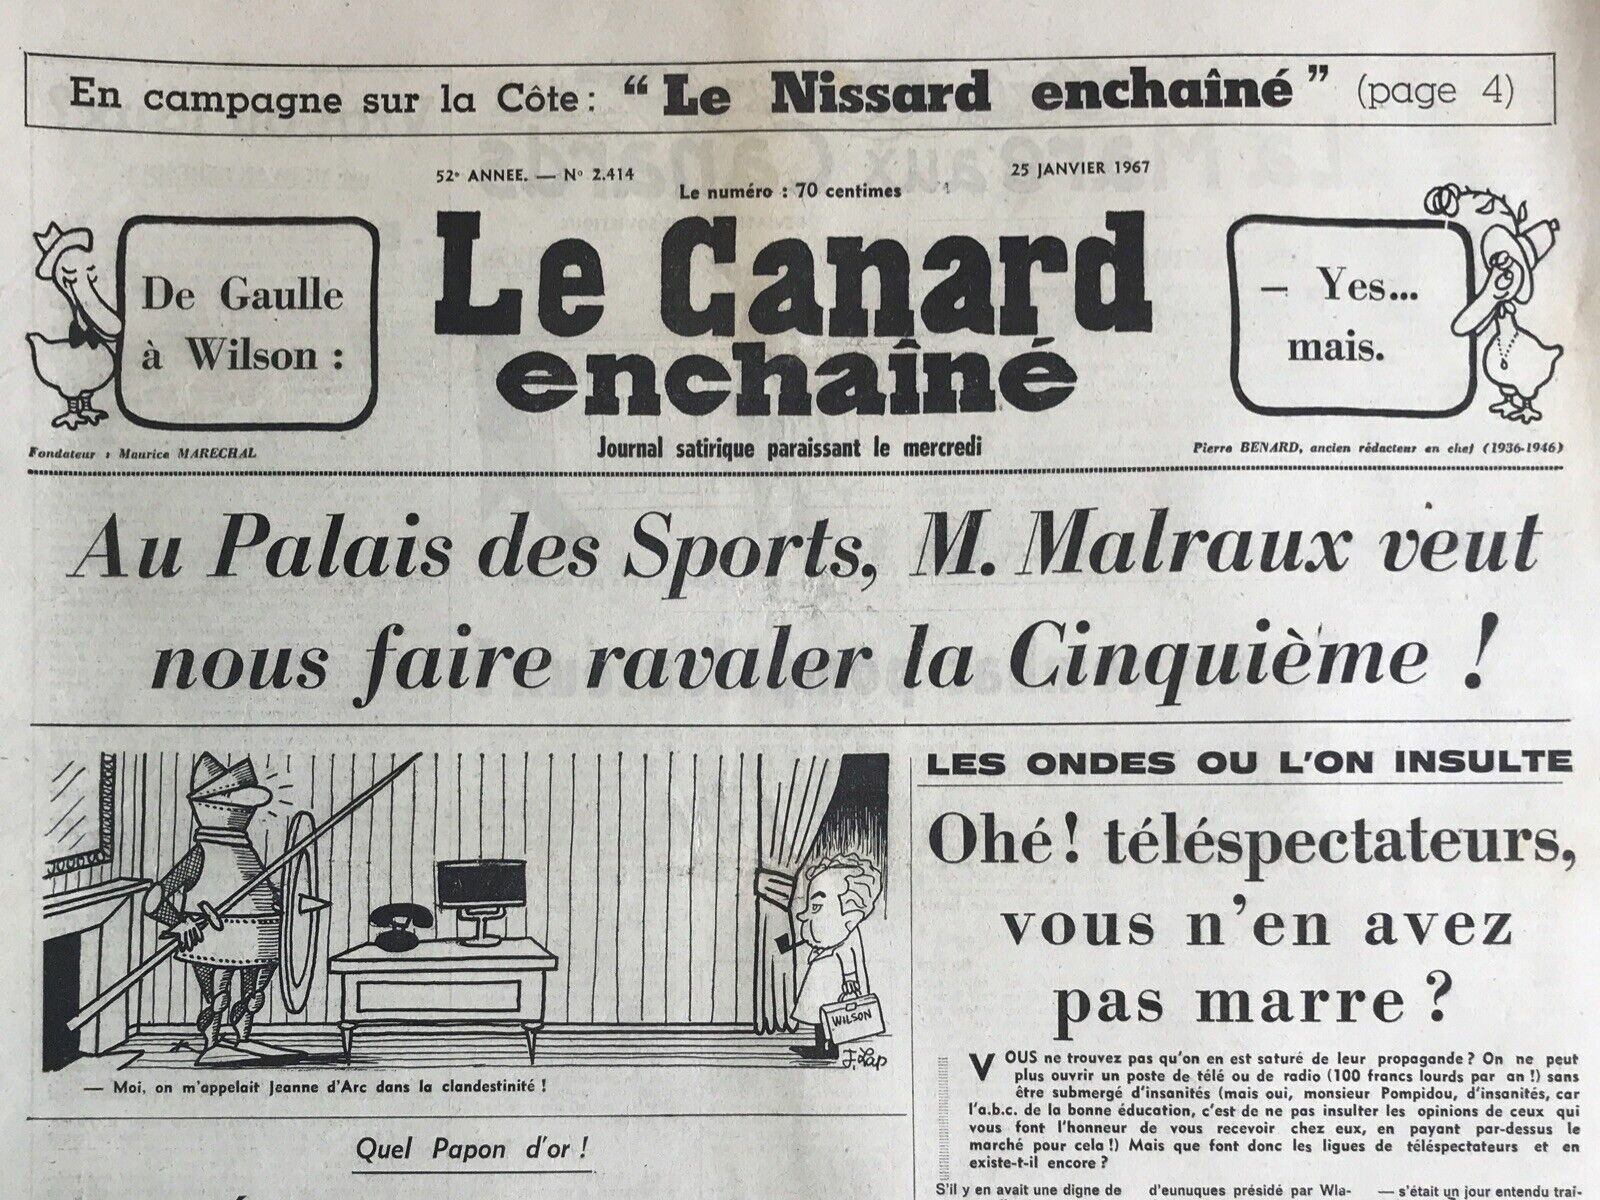 En campagne sur la Côte : “Le Nissard enchaîné” (page 4)
52e ANNEE. — No 2.414
25 JANVIER 1967
Le numéro : 70 centimes
De Gaulle
à Wilson :
Le Canard
enchaîné
— Yes...
mais.
Fondateur : Maurice MARECHAL
Journal satirique paraissant le mercredi
Pierre BENARD, ancien rédacteur en chef (1936-1946)
Au Palais des Sports, M. Malraux veut
nous faire ravaler la Cinquième !
WILSON
J. Lap
— Moi, on m'appelait Jeanne d'Arc dans la clandestinité !
Quel Papon d'or !
LES ONDES OU L'ON INSULTE
Ohé ! téléspectateurs,
vous n'en avez
pas marre ?
VOUS ne trouvez pas qu'on en est saturé de leur propagande ? On ne peut
plus ouvrir un poste de télé ou de radio (100 francs lourds par an !) sans
être submergé d'insanités (mais oui, monsieur Pompidou, d'insanités, car
l'a.b.c. de la bonne éducation, c'est de ne pas insulter les opinions de ceux qui
vous font l'honneur de vous recevoir chez eux, en payant par-dessus le
marché pour cela !) Mais que font donc les ligues de téléspectateurs et en
existe-t-il encore ?
S'il y en avait une digne de
d'eunuques présidé par Wla-
— s'était un jour entendu trai-